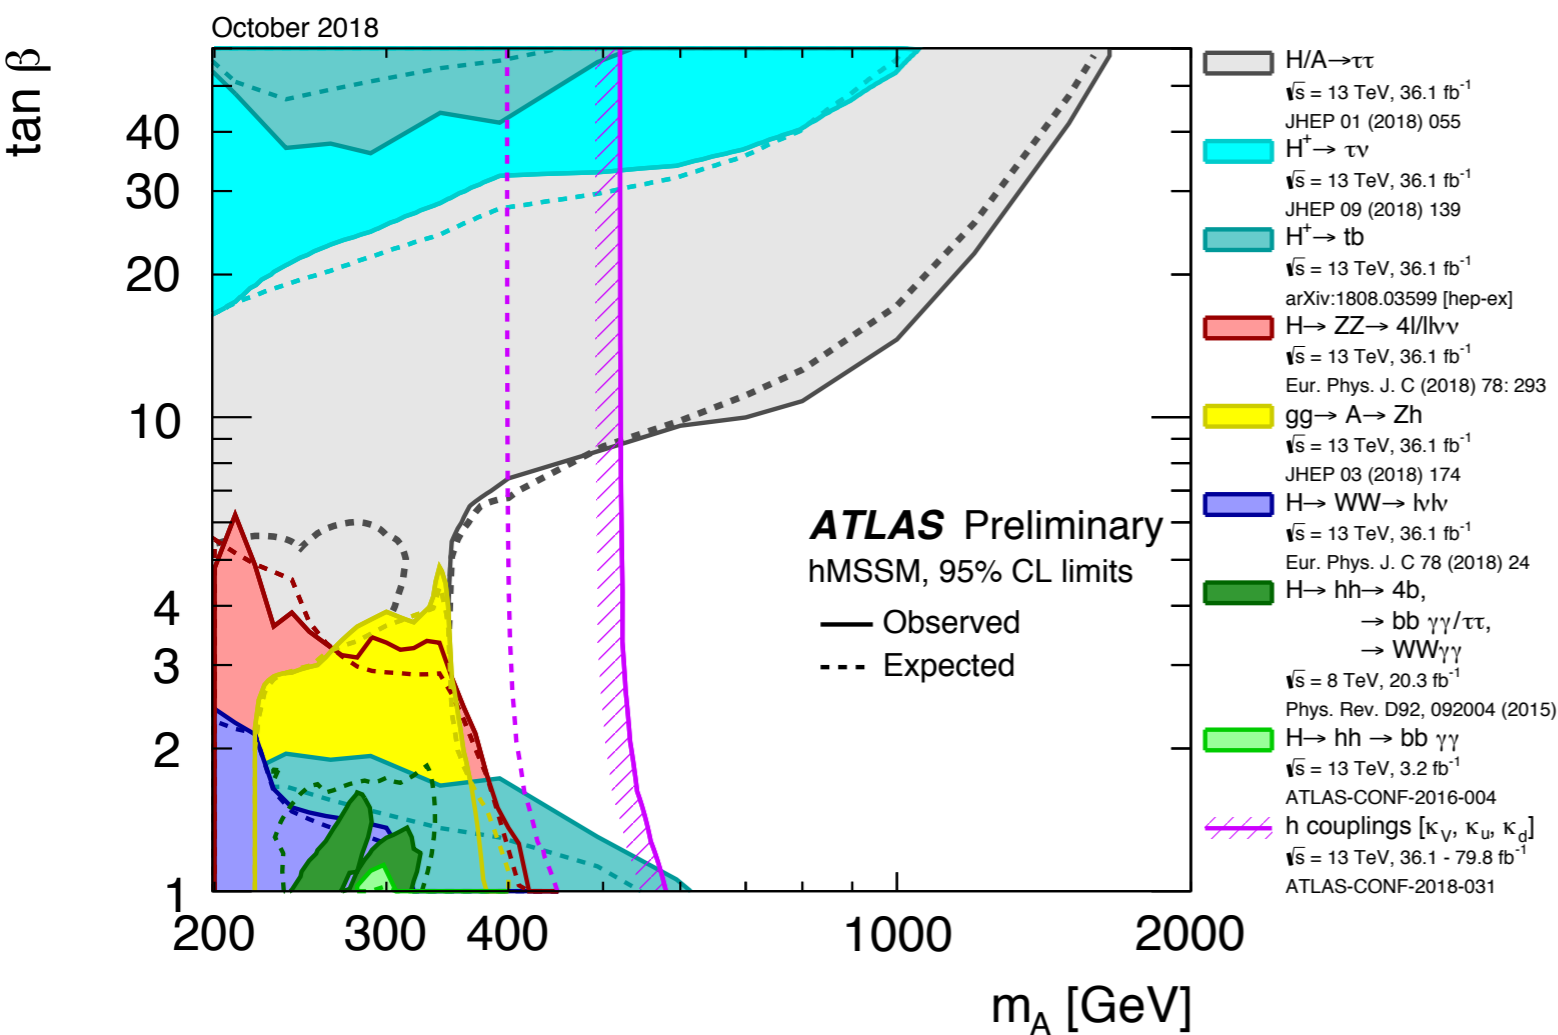 October 2018
tan β
40
30
20
10
4
3
2
1
200
300
400
1000
2000
m_A [GeV]
ATLAS Preliminary
hMSSM, 95% CL limits
Observed
Expected
H/A→ττ
√s = 13 TeV, 36.1 fb⁻¹
JHEP 01 (2018) 055
H⁺→ τν
√s = 13 TeV, 36.1 fb⁻¹
JHEP 09 (2018) 139
H⁺→ tb
√s = 13 TeV, 36.1 fb⁻¹
arXiv:1808.03599 [hep-ex]
H→ ZZ→ 4l/llνν
√s = 13 TeV, 36.1 fb⁻¹
Eur. Phys. J. C (2018) 78: 293
gg→ A→ Zh
√s = 13 TeV, 36.1 fb⁻¹
JHEP 03 (2018) 174
H→ WW→ lνlν
√s = 13 TeV, 36.1 fb⁻¹
Eur. Phys. J. C 78 (2018) 24
H→ hh→ 4b,
→ bb γγ/ττ,
→ WWγγ
√s = 8 TeV, 20.3 fb⁻¹
Phys. Rev. D92, 092004 (2015)
H→ hh → bb γγ
√s = 13 TeV, 3.2 fb⁻¹
ATLAS-CONF-2016-004
h couplings [κ_V, κ_u, κ_d]
√s = 13 TeV, 36.1 - 79.8 fb⁻¹
ATLAS-CONF-2018-031